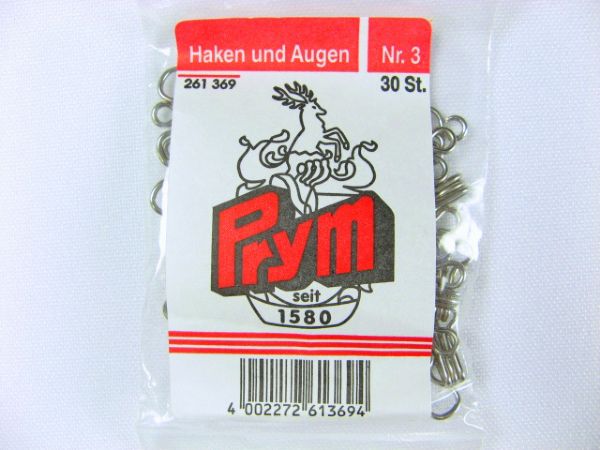 Haken und Augen Nr. 3
261 369 30 St.
Prym
seit
1580
4 002272 613694